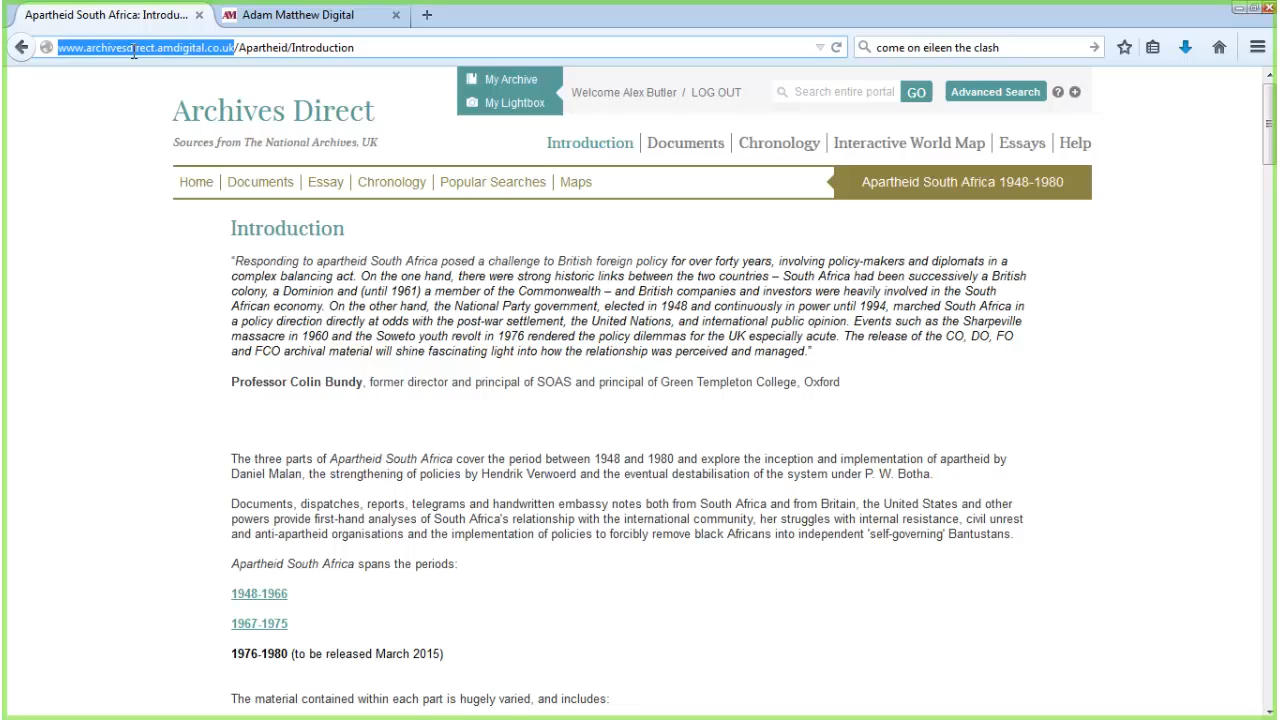 Apartheid South Africa: Introdu...
Adam Matthew Digital
www.archivesdirect.amdigital.co.uk/Apartheid/Introduction
come on eileen the clash
My Archive
My Lightbox
Welcome Alex Butler / LOG OUT
Search entire portal
GO
Advanced Search
Archives Direct
Sources from The National Archives, UK
Introduction | Documents | Chronology | Interactive World Map | Essays | Help
Home | Documents | Essay | Chronology | Popular Searches | Maps
Apartheid South Africa 1948-1980
Introduction
“Responding to apartheid South Africa posed a challenge to British foreign policy for over forty years, involving policy-makers and diplomats in a
complex balancing act. On the one hand, there were strong historic links between the two countries – South Africa had been successively a British
colony, a Dominion and (until 1961) a member of the Commonwealth – and British companies and investors were heavily involved in the South
African economy. On the other hand, the National Party government, elected in 1948 and continuously in power until 1994, marched South Africa in
a policy direction directly at odds with the post-war settlement, the United Nations, and international public opinion. Events such as the Sharpeville
massacre in 1960 and the Soweto youth revolt in 1976 rendered the policy dilemmas for the UK especially acute. The release of the CO, DO, FO
and FCO archival material will shine fascinating light into how the relationship was perceived and managed.”
Professor Colin Bundy, former director and principal of SOAS and principal of Green Templeton College, Oxford
The three parts of Apartheid South Africa cover the period between 1948 and 1980 and explore the inception and implementation of apartheid by
Daniel Malan, the strengthening of policies by Hendrik Verwoerd and the eventual destabilisation of the system under P. W. Botha.
Documents, dispatches, reports, telegrams and handwritten embassy notes both from South Africa and from Britain, the United States and other
powers provide first-hand analyses of South Africa's relationship with the international community, her struggles with internal resistance, civil unrest
and anti-apartheid organisations and the implementation of policies to forcibly remove black Africans into independent 'self-governing' Bantustans.
Apartheid South Africa spans the periods:
1948-1966
1967-1975
1976-1980 (to be released March 2015)
The material contained within each part is hugely varied, and includes: